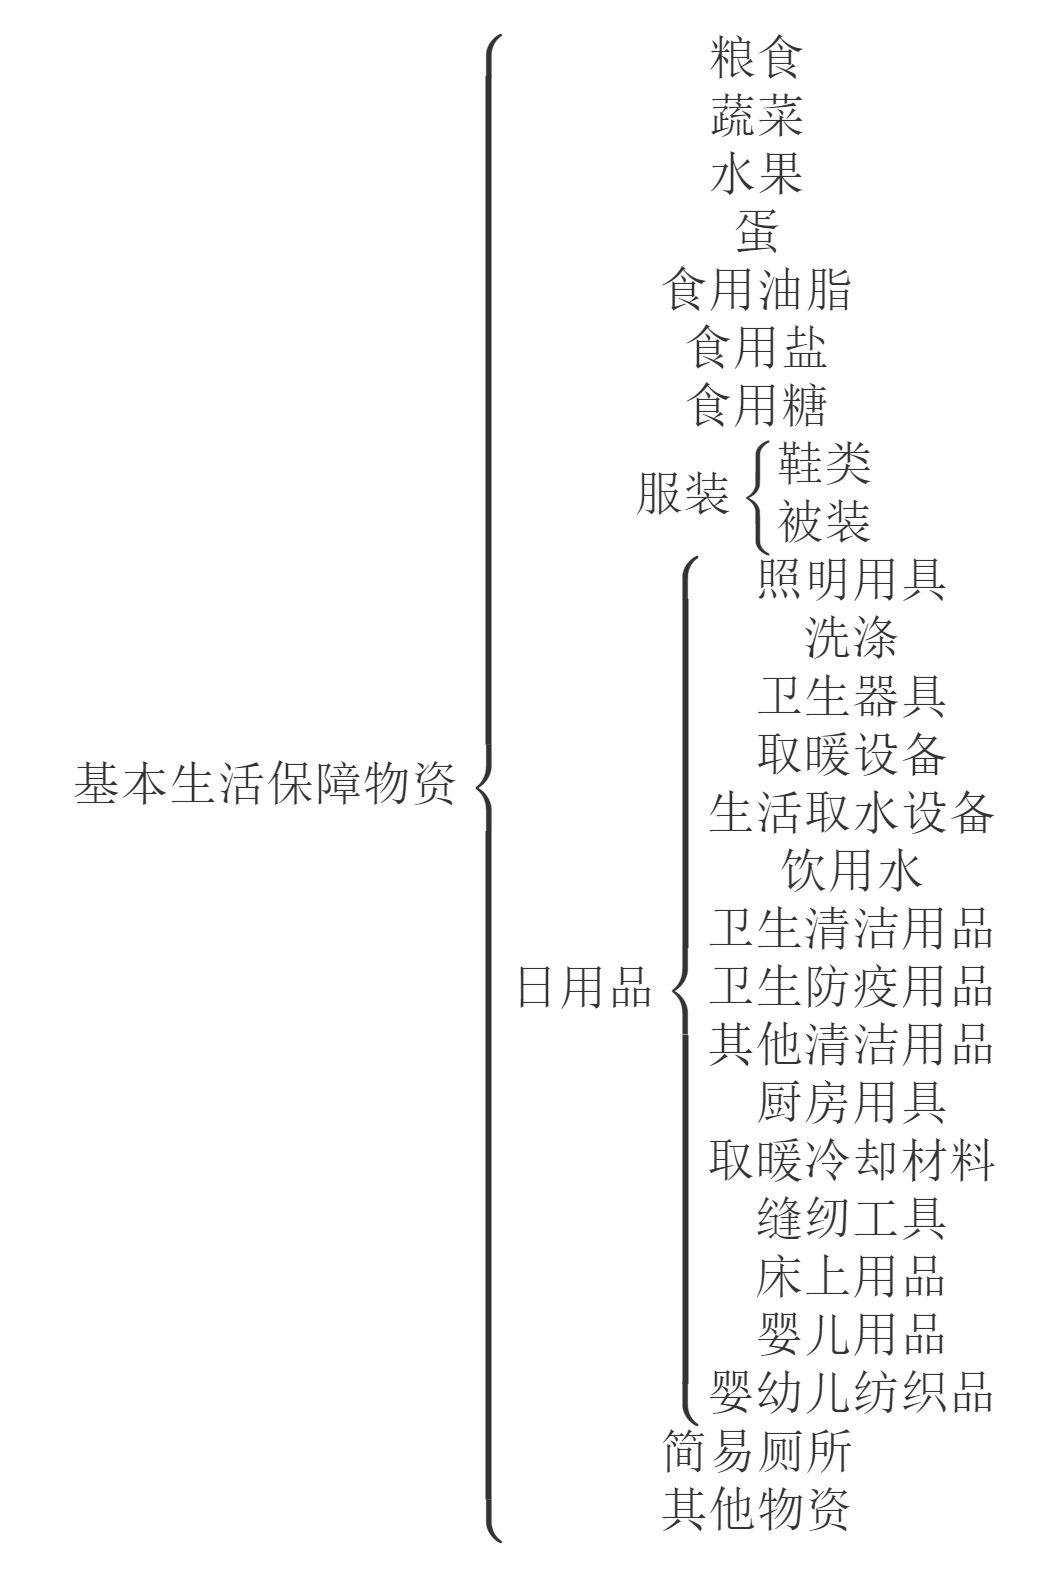 基本生活保障物资
粮食
蔬菜
水果
蛋
食用油脂
食用盐
食用糖
服装
鞋类
被装
日用品
照明用具
洗涤
卫生器具
取暖设备
生活取水设备
饮用水
卫生清洁用品
卫生防疫用品
其他清洁用品
厨房用具
取暖冷却材料
缝纫工具
床上用品
婴儿用品
婴幼儿纺织品
简易厕所
其他物资